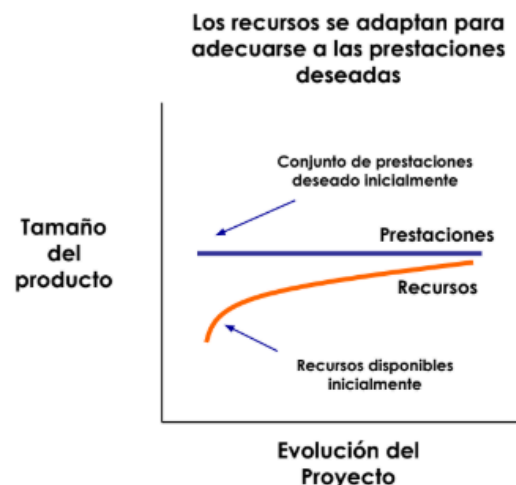 Los recursos se adaptan para
adecuarse a las prestaciones
deseadas
Conjunto de prestaciones
deseado inicialmente
Tamaño
del
producto
Prestaciones
Recursos
Recursos disponibles
inicialmente
Evolución del
Proyecto